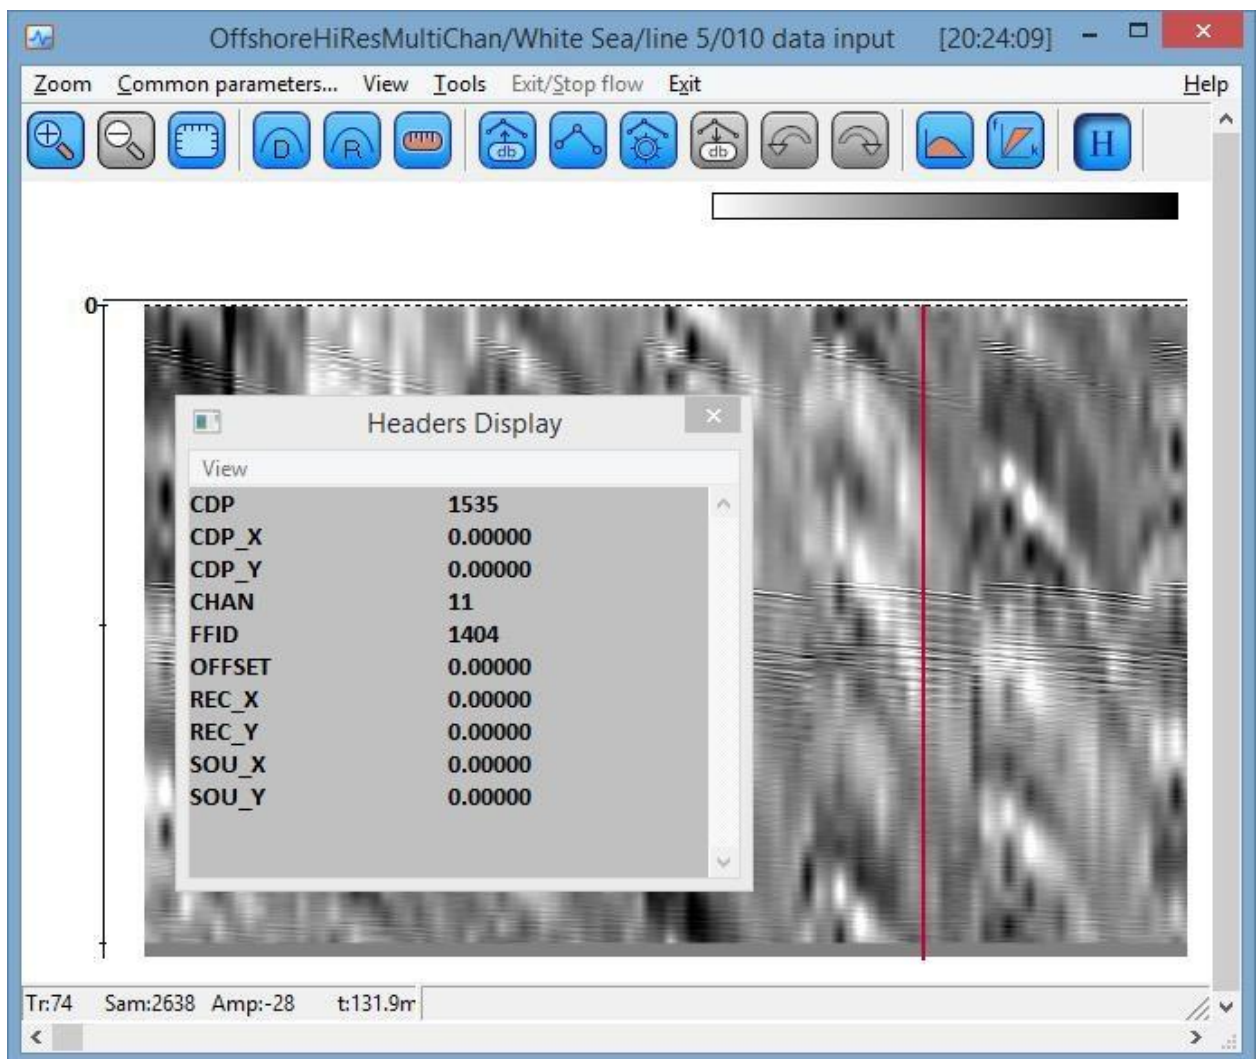 OffshoreHiResMultiChan/White Sea/line 5/010 data input [20:24:09]
Zoom Common parameters... View Tools Exit/Stop flow Exit Help
D R db db f k H
0
Headers Display
View
CDP 1535
CDP_X 0.00000
CDP_Y 0.00000
CHAN 11
FFID 1404
OFFSET 0.00000
REC_X 0.00000
REC_Y 0.00000
SOU_X 0.00000
SOU_Y 0.00000
Tr:74 Sam:2638 Amp:-28 t:131.9m